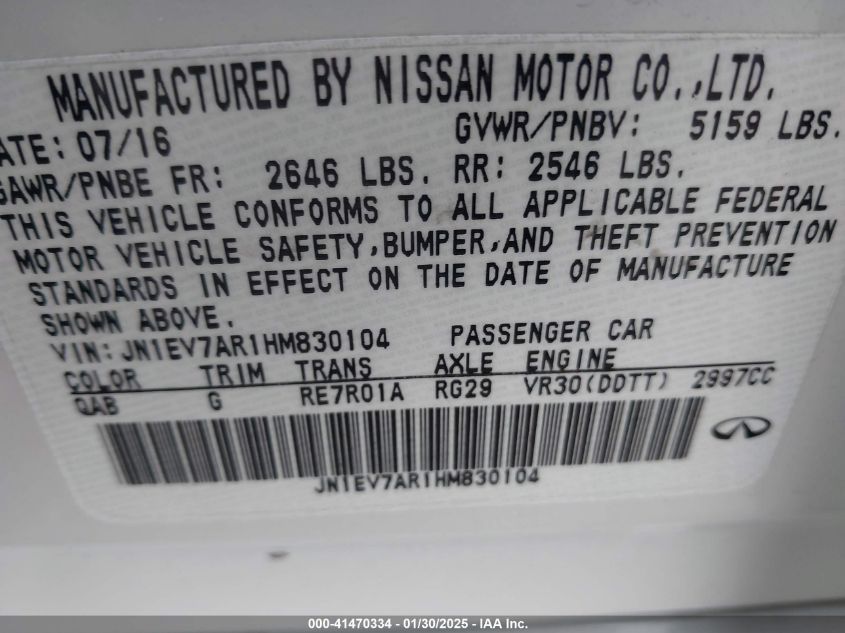 MANUFACTURED BY NISSAN MOTOR CO.,LTD.
ATE: 07/16 GVWR/PNBV: 5159 LBS.
GAWR/PNBE FR: 2646 LBS. RR: 2546 LBS.
THIS VEHICLE CONFORMS TO ALL APPLICABLE FEDERAL
MOTOR VEHICLE SAFETY,BUMPER,AND THEFT PREVENTION
STANDARDS IN EFFECT ON THE DATE OF MANUFACTURE
SHOWN ABOVE.
VIN: JN1EV7AR1HM830104 PASSENGER CAR
COLOR TRIM TRANS AXLE ENGINE
QAB G RE7R01A RG29 VR30(DDTT) 2997CC
JN1EV7AR1HM830104
000-41470334 - 01/30/2025 - IAA Inc.